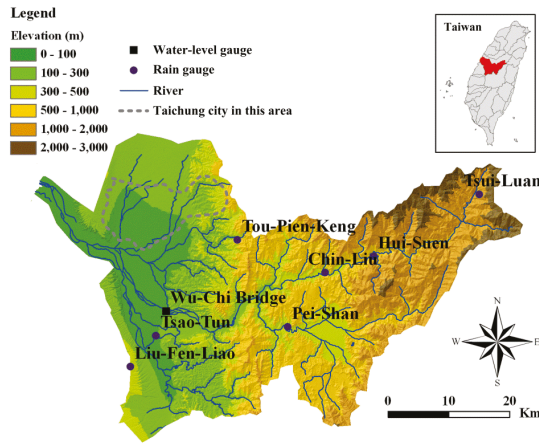 Legend
Elevation (m)
0 - 100
100 - 300
300 - 500
500 - 1,000
1,000 - 2,000
2,000 - 3,000
Water-level gauge
Rain gauge
River
Taichung city in this area
Taiwan
Tsui-Luan
Tou-Pien-Keng
Hui-Suen
Chin-Liu
Wu-Chi Bridge
Pei-Shan
Tsao-Tun
Liu-Fen-Liao
N
W E
S
0 10 20
Km